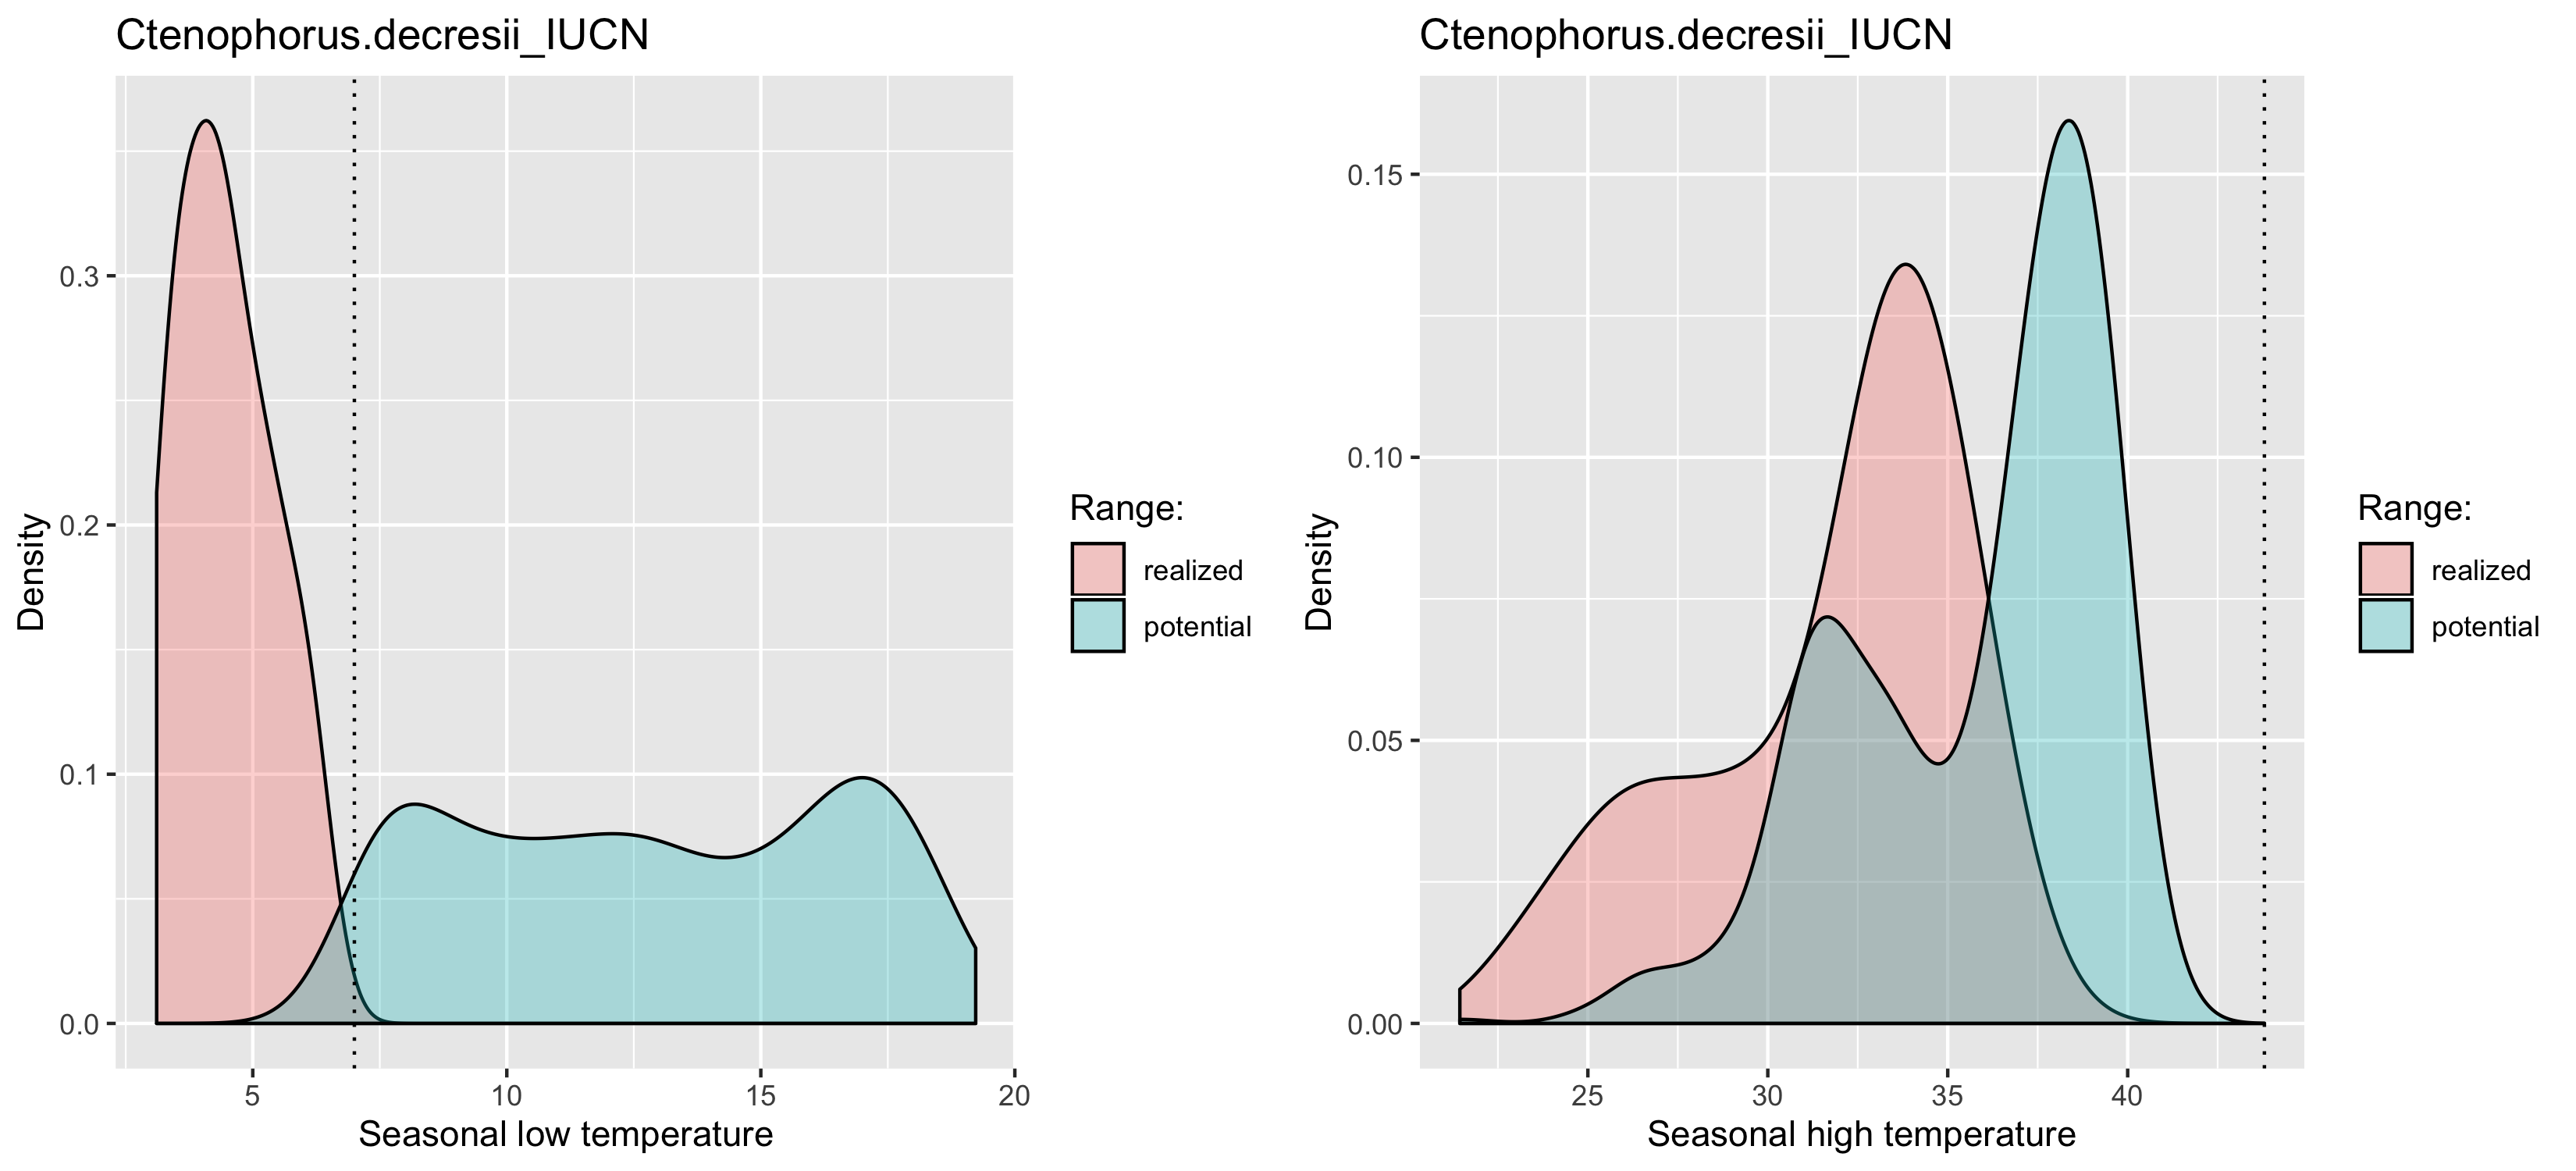 Ctenophorus.decresii_IUCN
Density
0.3
0.2
0.1
0.0
5 10 15 20
Seasonal low temperature
Range:
realized
potential
Ctenophorus.decresii_IUCN
Density
0.15
0.10
0.05
0.00
25 30 35 40
Seasonal high temperature
Range:
realized
potential